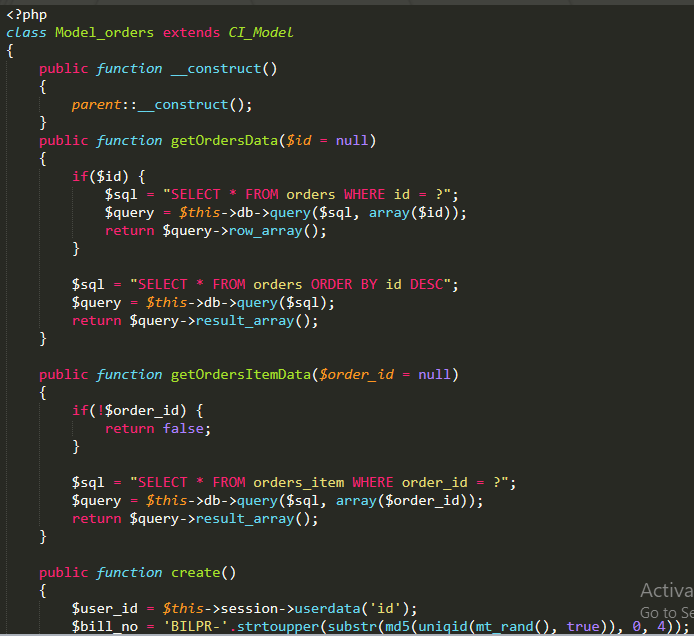 <?php
class Model_orders extends CI_Model
{
    public function __construct()
    {
        parent::__construct();
    }
    public function getOrdersData($id = null)
    {
        if($id) {
            $sql = "SELECT * FROM orders WHERE id = ?";
            $query = $this->db->query($sql, array($id));
            return $query->row_array();
        }

        $sql = "SELECT * FROM orders ORDER BY id DESC";
        $query = $this->db->query($sql);
        return $query->result_array();
    }

    public function getOrdersItemData($order_id = null)
    {
        if(!$order_id) {
            return false;
        }

        $sql = "SELECT * FROM orders_item WHERE order_id = ?";
        $query = $this->db->query($sql, array($order_id));
        return $query->result_array();
    }

    public function create()
    {
        $user_id = $this->session->userdata('id');
        $bill_no = 'BILPR-'.strtoupper(substr(md5(uniqid(mt_rand(), true)), 0, 4));
Activa
Go to Se